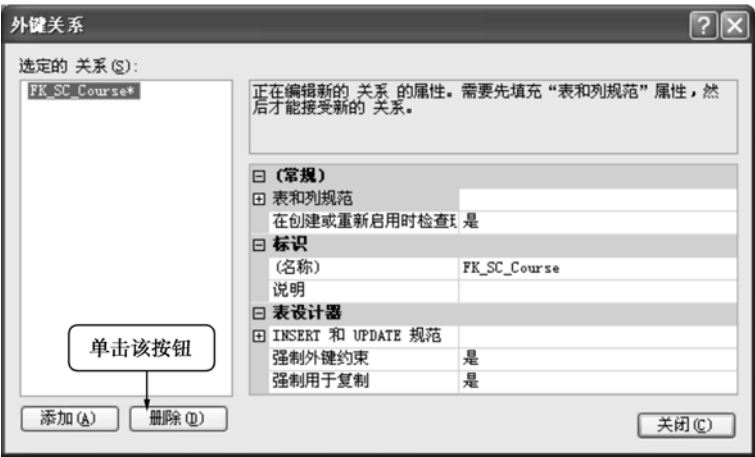 外键关系
选定的 关系(S):
FK_SC_Course*
正在编辑新的 关系 的属性。需要先填充“表和列规范”属性，然
后才能接受新的 关系。
(常规)
表和列规范
在创建或重新启用时检查 是
标识
(名称) FK_SC_Course
说明
表设计器
INSERT 和 UPDATE 规范
强制外键约束 是
强制用于复制 是
单击该按钮
添加(A) 删除(D) 关闭(C)